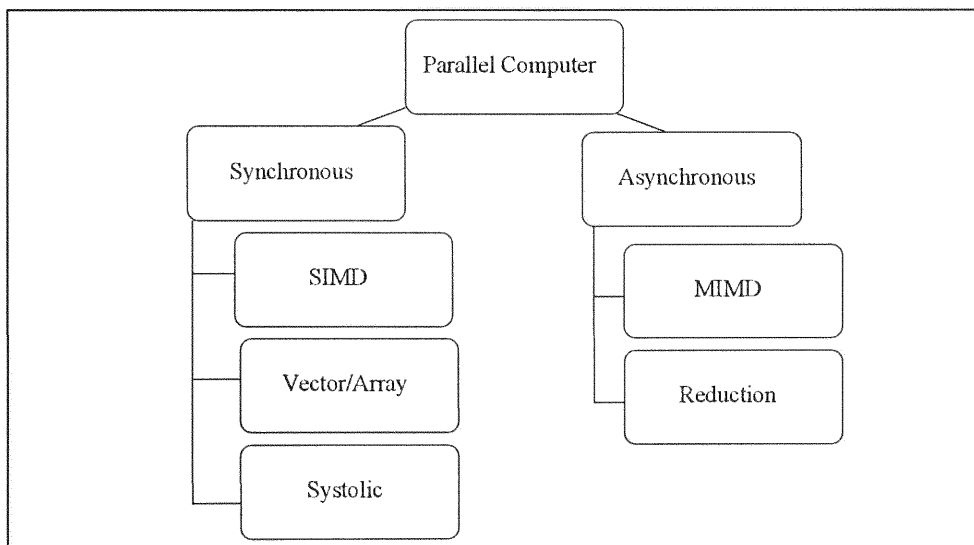 Parallel Computer
Synchronous
Asynchronous
SIMD
MIMD
Vector/Array
Reduction
Systolic